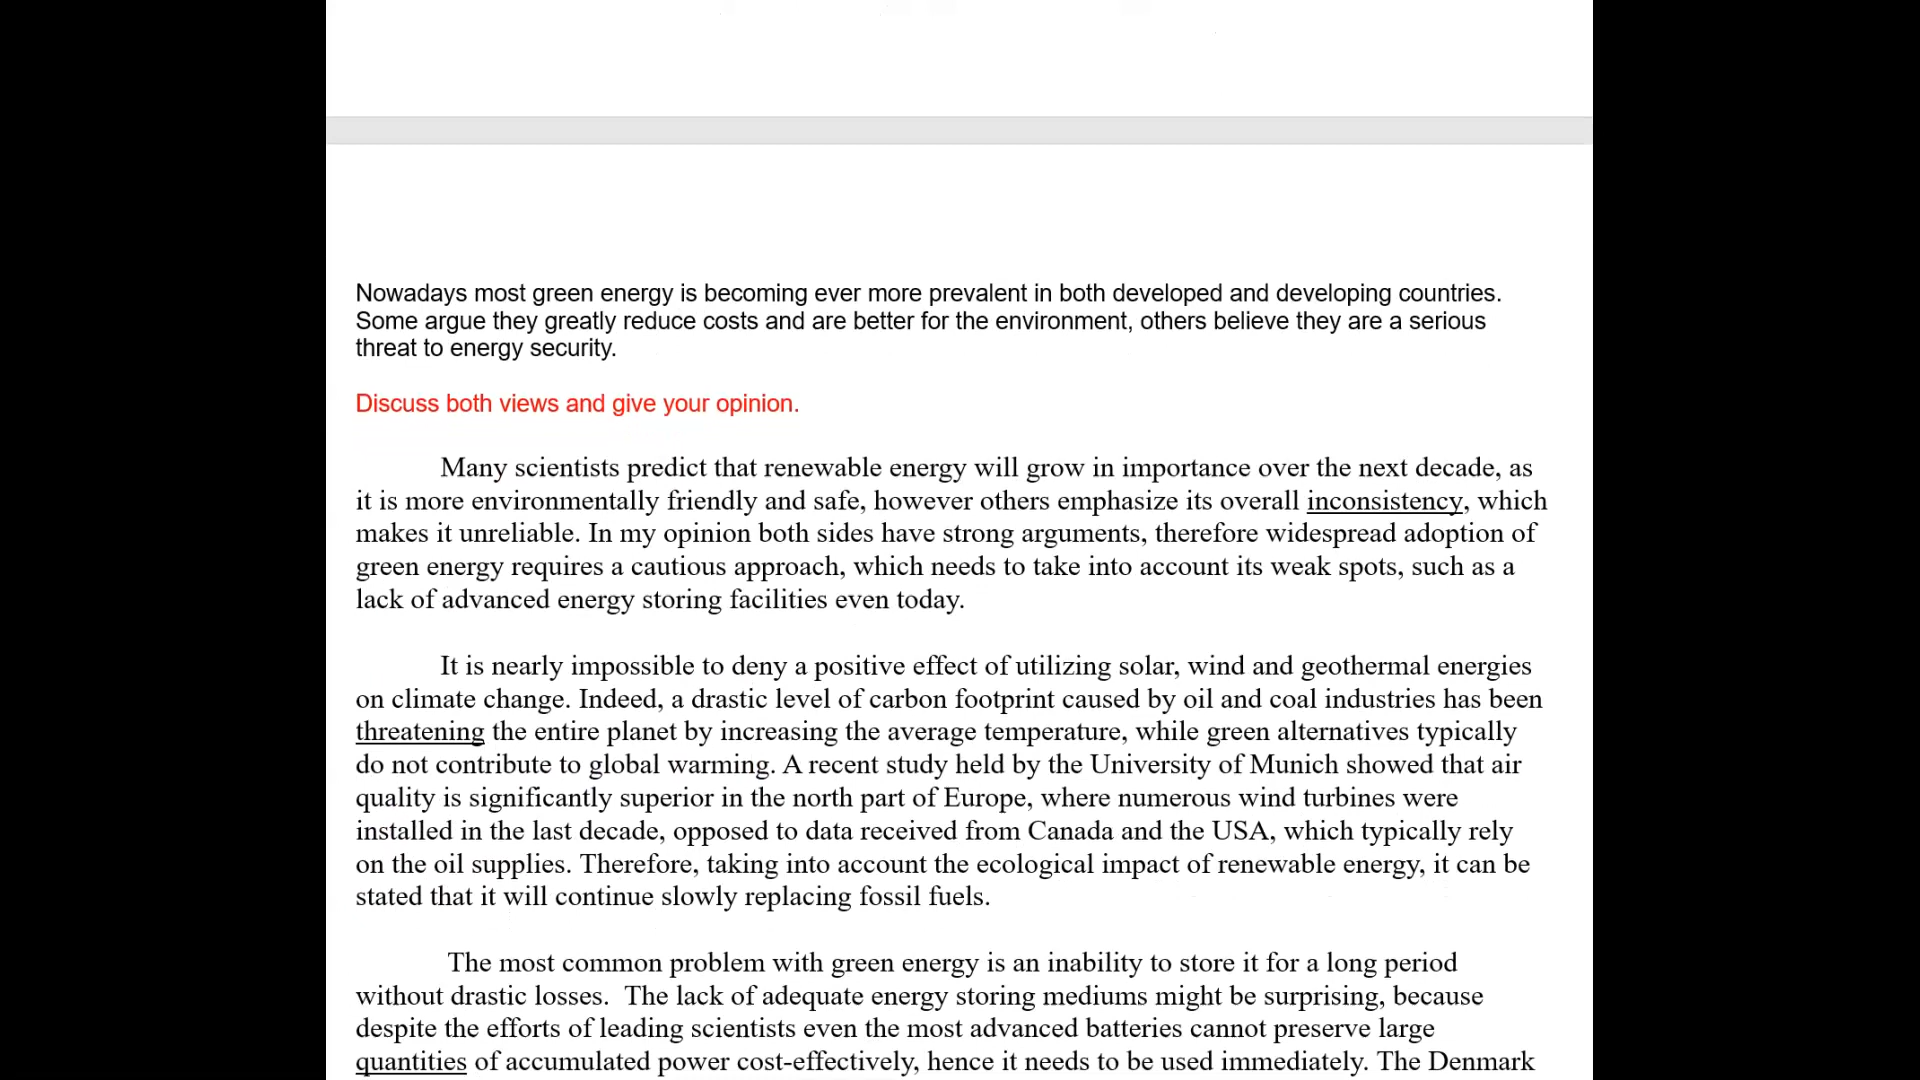 Nowadays most green energy is becoming ever more prevalent in both developed and developing countries.
Some argue they greatly reduce costs and are better for the environment, others believe they are a serious
threat to energy security.
Discuss both views and give your opinion.
Many scientists predict that renewable energy will grow in importance over the next decade, as
it is more environmentally friendly and safe, however others emphasize its overall inconsistency, which
makes it unreliable. In my opinion both sides have strong arguments, therefore widespread adoption of
green energy requires a cautious approach, which needs to take into account its weak spots, such as a
lack of advanced energy storing facilities even today.
It is nearly impossible to deny a positive effect of utilizing solar, wind and geothermal energies
on climate change. Indeed, a drastic level of carbon footprint caused by oil and coal industries has been
threatening the entire planet by increasing the average temperature, while green alternatives typically
do not contribute to global warming. A recent study held by the University of Munich showed that air
quality is significantly superior in the north part of Europe, where numerous wind turbines were
installed in the last decade, opposed to data received from Canada and the USA, which typically rely
on the oil supplies. Therefore, taking into account the ecological impact of renewable energy, it can be
stated that it will continue slowly replacing fossil fuels.
The most common problem with green energy is an inability to store it for a long period
without drastic losses.  The lack of adequate energy storing mediums might be surprising, because
despite the efforts of leading scientists even the most advanced batteries cannot preserve large
quantities of accumulated power cost-effectively, hence it needs to be used immediately. The Denmark